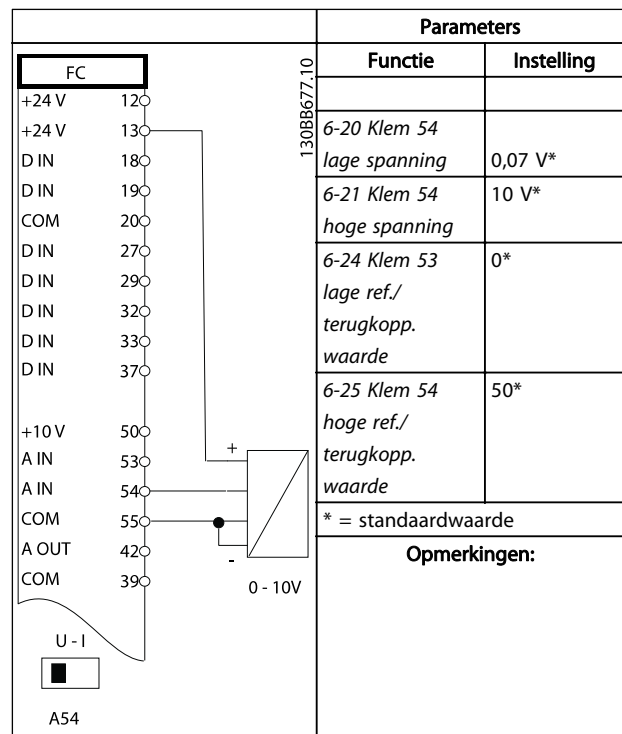 Parameters
Functie Instelling
FC
130BB677.10
+24 V 12
+24 V 13
D IN 18
D IN 19
COM 20
D IN 27
D IN 29
D IN 32
D IN 33
D IN 37
+10 V 50
A IN 53
A IN 54
COM 55
A OUT 42
COM 39
+
-
0 - 10V
U - I
A54
6-20 Klem 54
lage spanning 0,07 V*
6-21 Klem 54 10 V*
hoge spanning
6-24 Klem 53 0*
lage ref./
terugkopp.
waarde
6-25 Klem 54 50*
hoge ref./
terugkopp.
waarde
* = standaardwaarde
Opmerkingen: